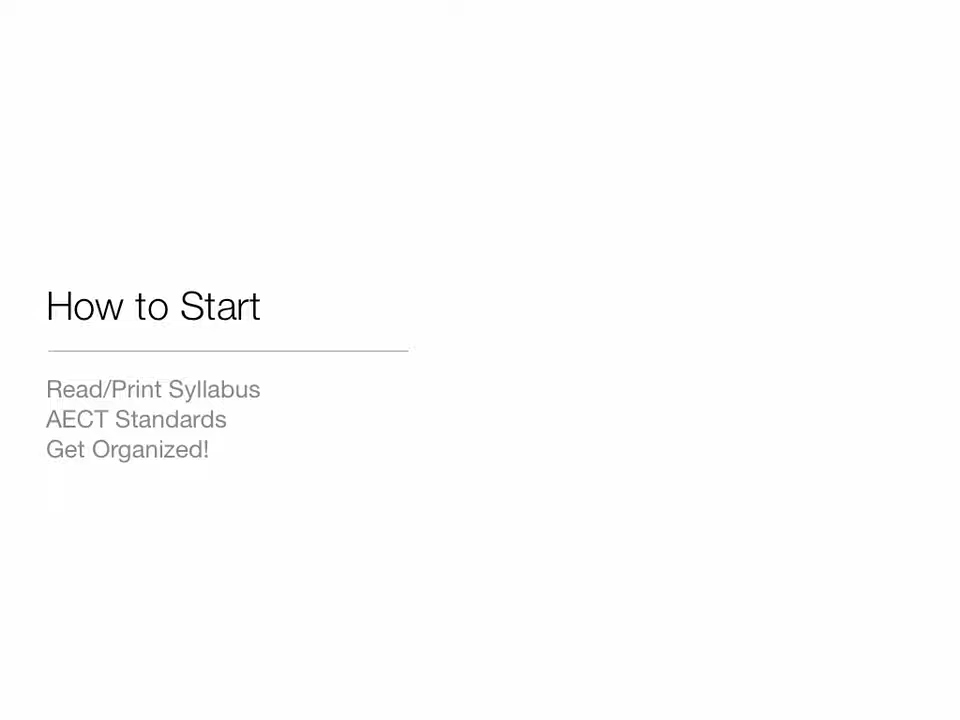 How to Start
Read/Print Syllabus
AECT Standards
Get Organized!